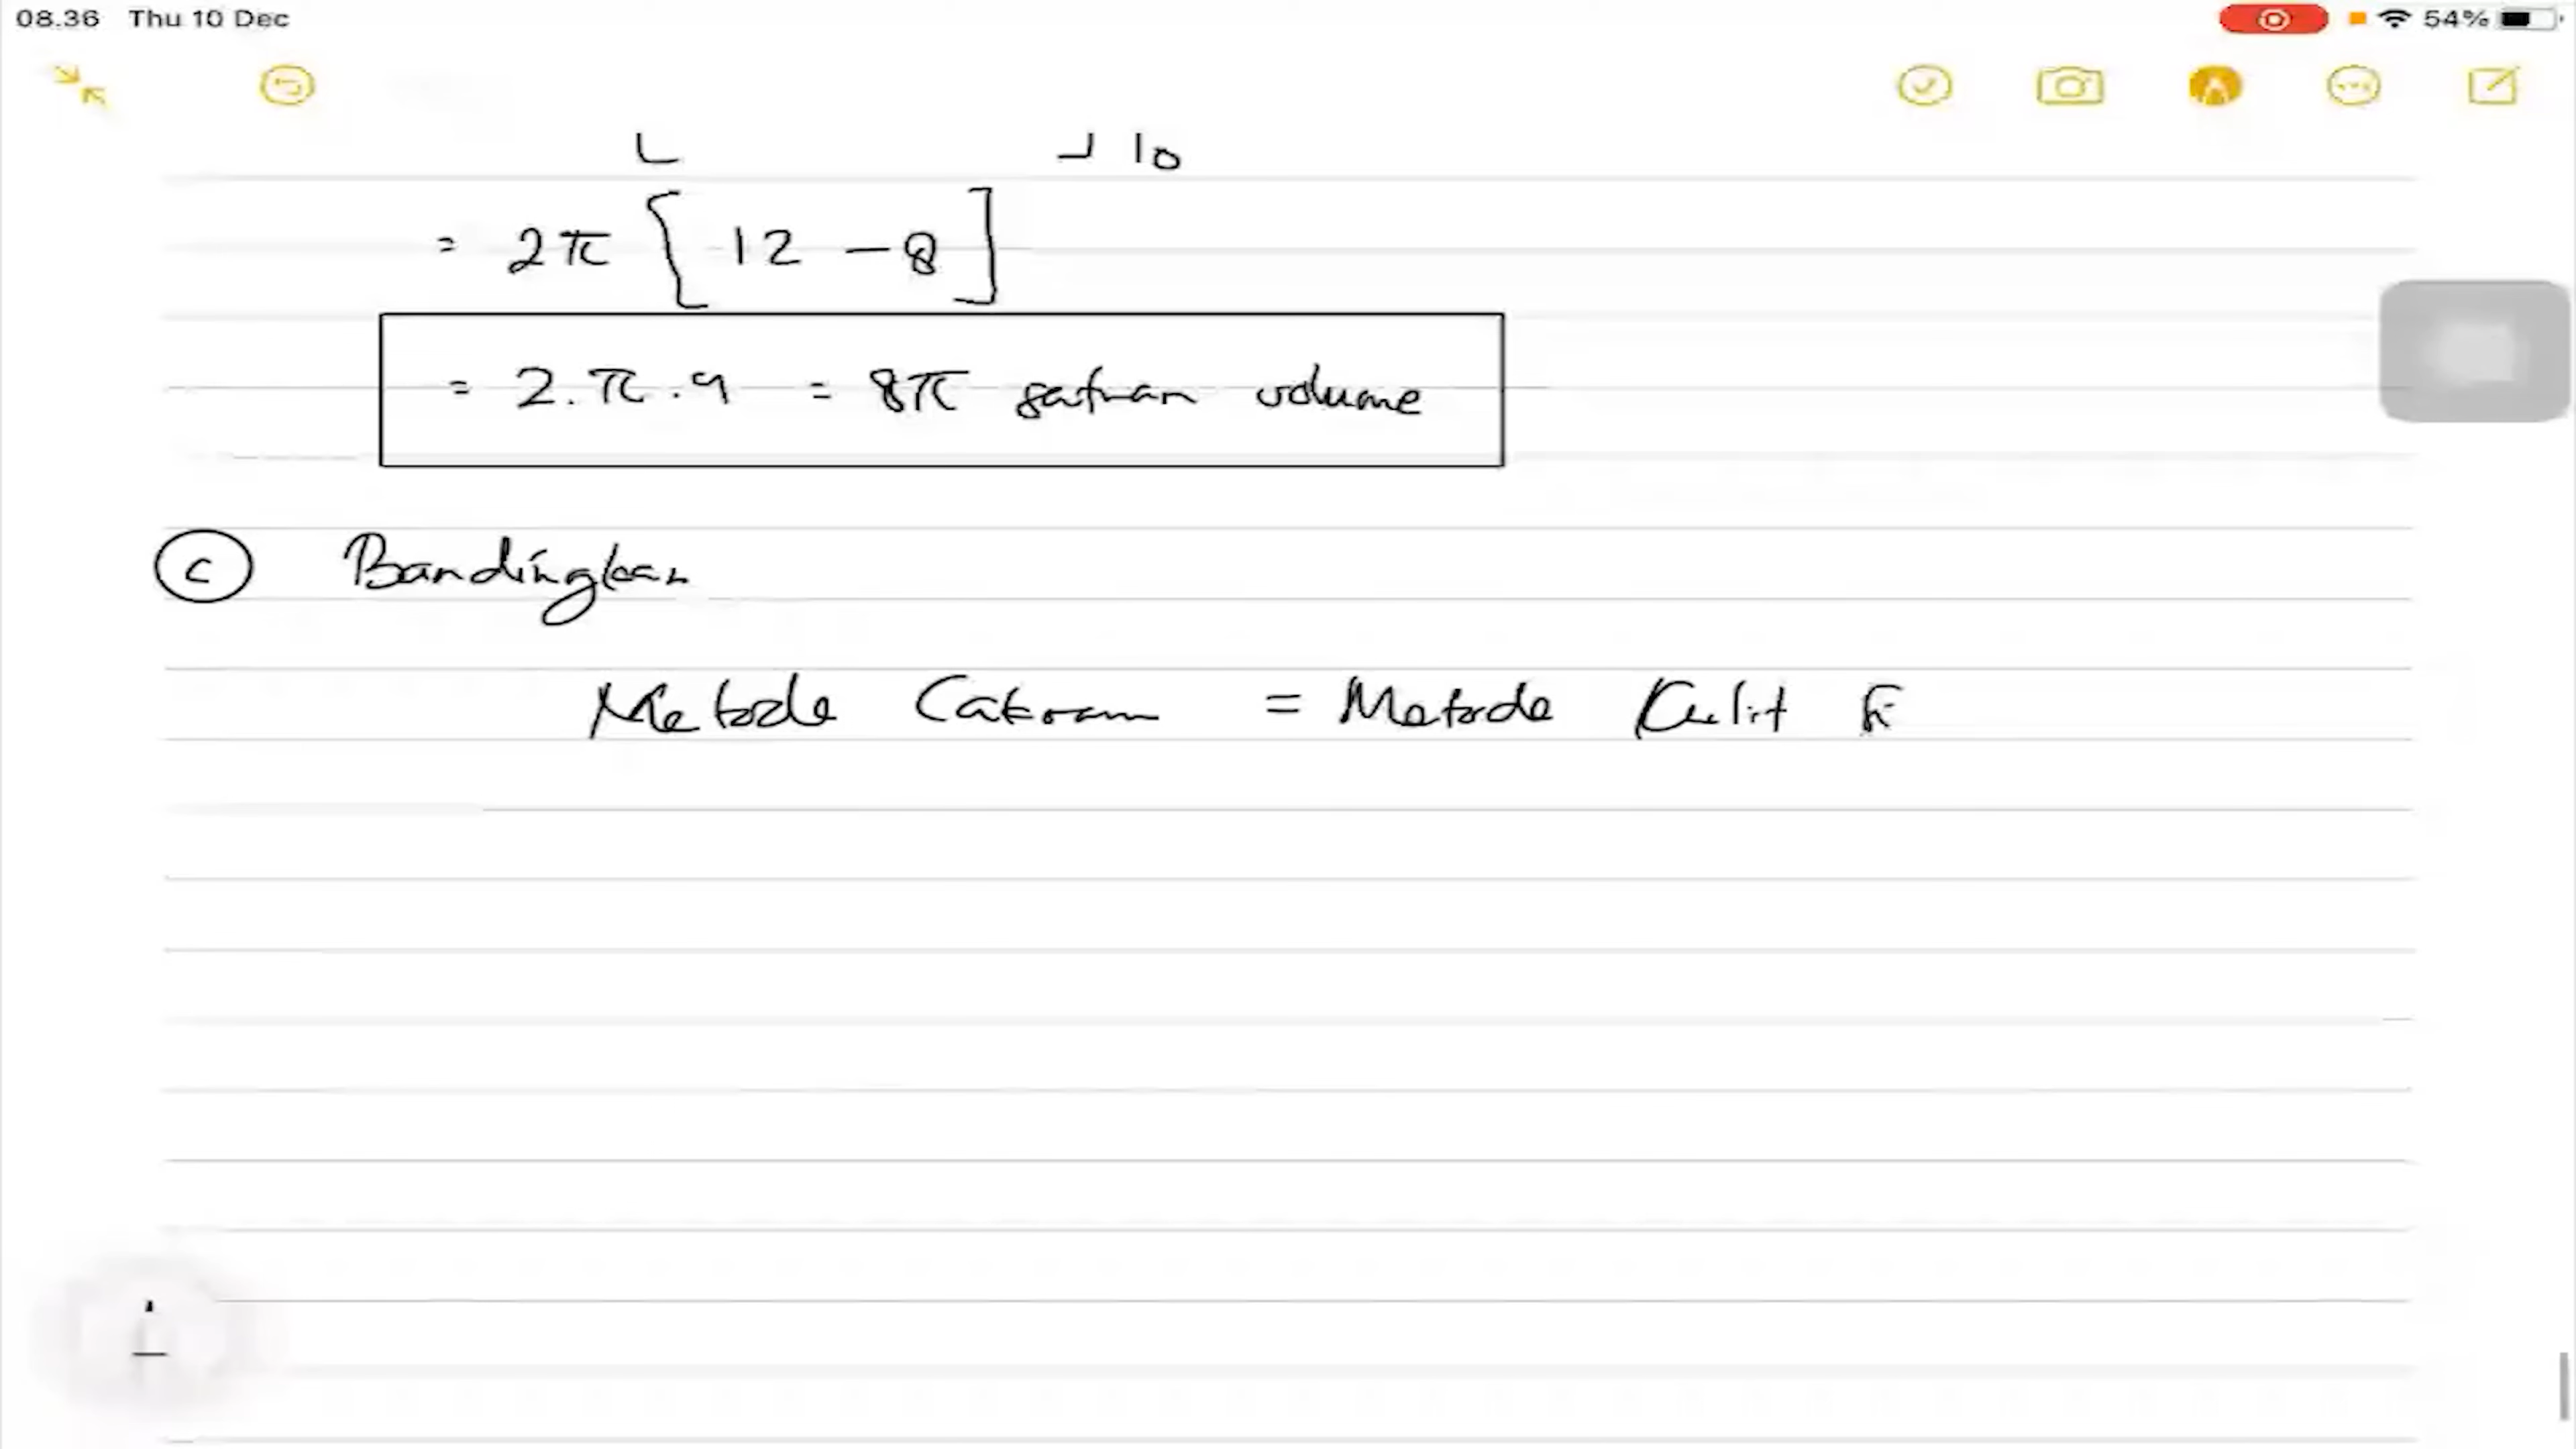 08.36 Thu 10 Dec 54%
10
= 2π [ 12 - 8 ]
= 2.π.4 = 8π satuan volume
c Bandingkan
Metode Cakram = Metode Kulit